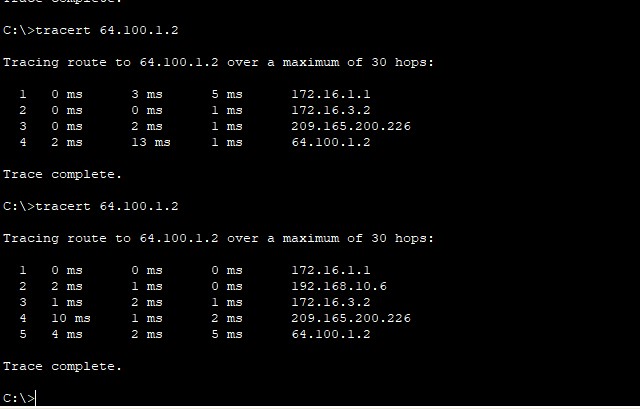 Trace complete.
C:\>tracert 64.100.1.2
Tracing route to 64.100.1.2 over a maximum of 30 hops:
1 0 ms 3 ms 5 ms 172.16.1.1
2 0 ms 0 ms 1 ms 172.16.3.2
3 0 ms 2 ms 1 ms 209.165.200.226
4 2 ms 13 ms 1 ms 64.100.1.2
Trace complete.
C:\>tracert 64.100.1.2
Tracing route to 64.100.1.2 over a maximum of 30 hops:
1 0 ms 0 ms 0 ms 172.16.1.1
2 2 ms 1 ms 0 ms 192.168.10.6
3 1 ms 2 ms 1 ms 172.16.3.2
4 10 ms 1 ms 2 ms 209.165.200.226
5 4 ms 2 ms 5 ms 64.100.1.2
Trace complete.
C:\>